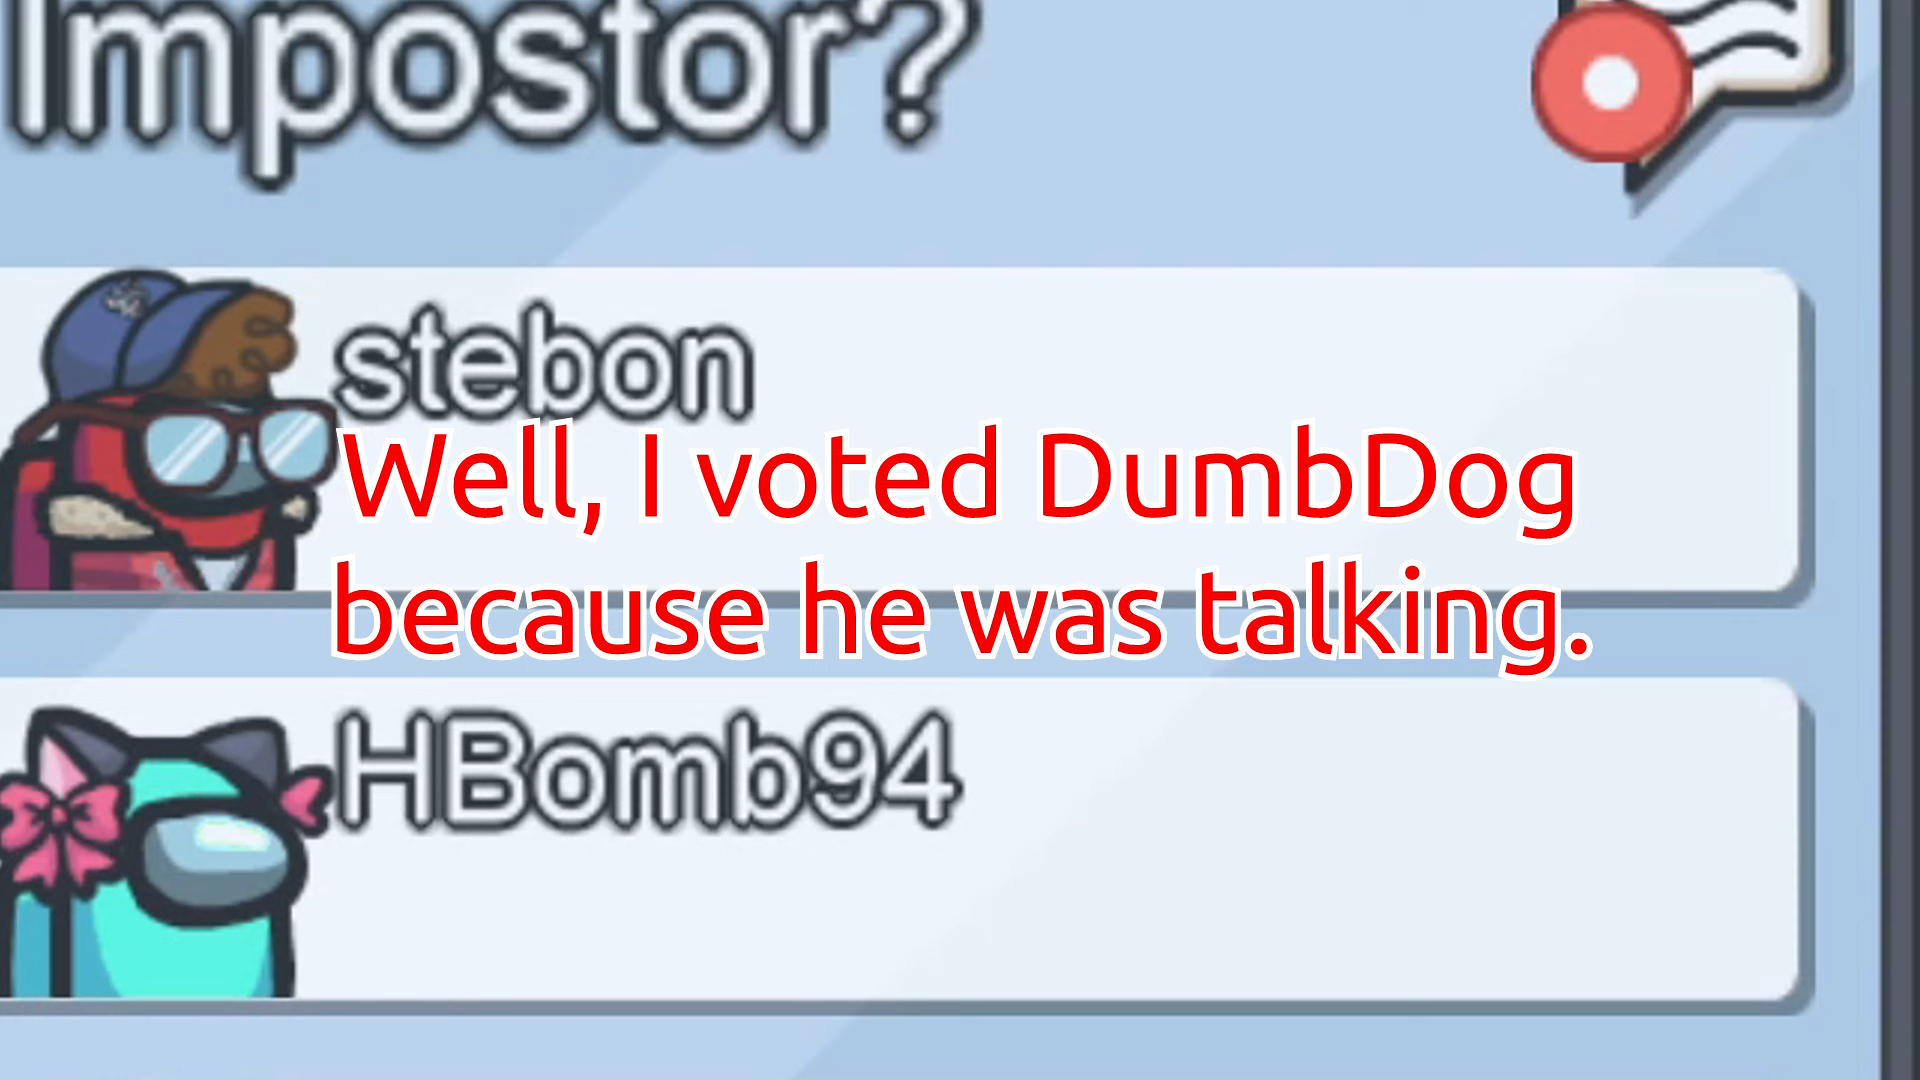 Impostor?
stebon
Well, I voted DumbDog
because he was talking.
HBomb94